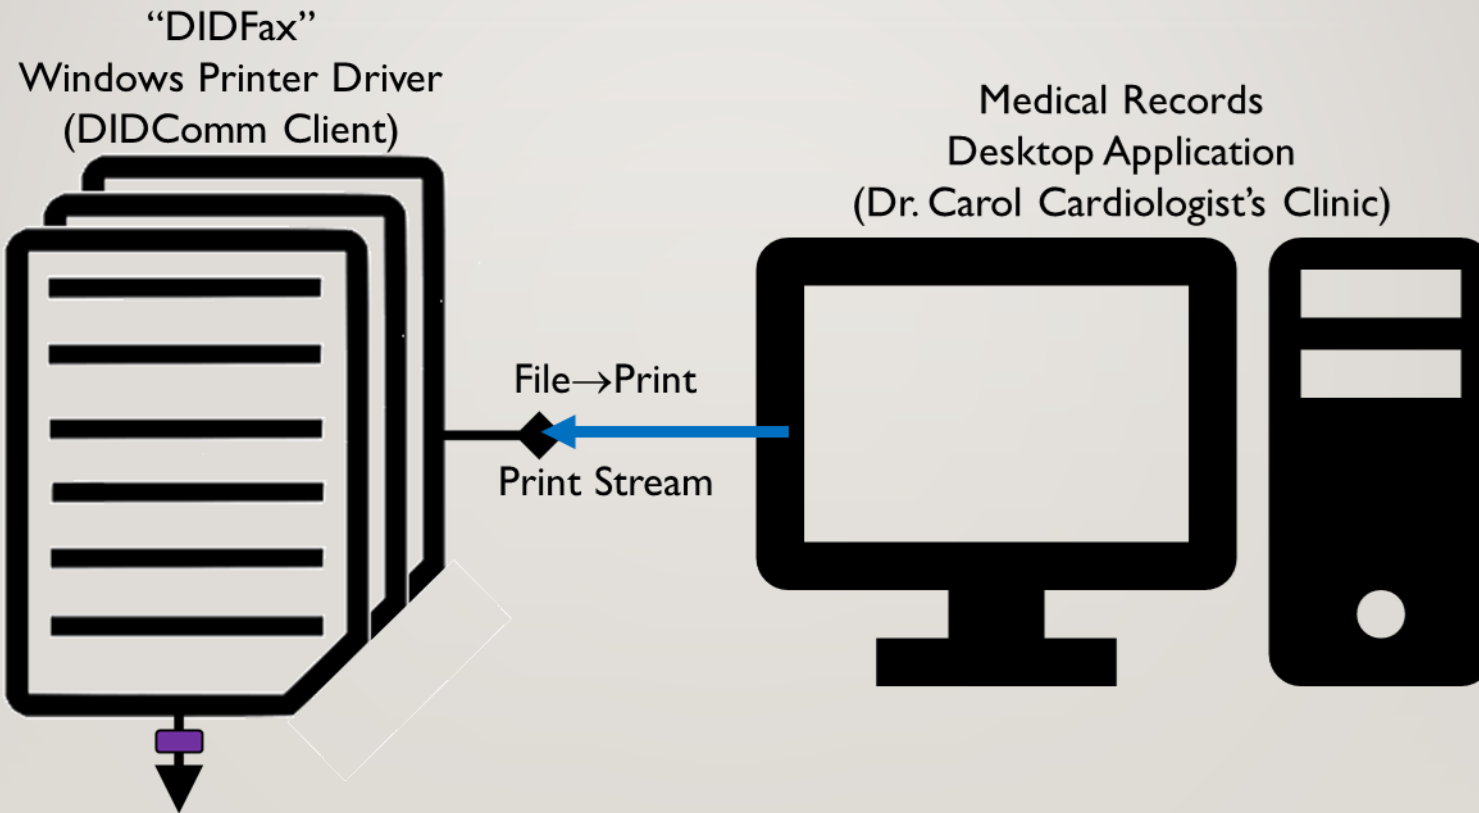 “DIDFax”
Windows Printer Driver
(DIDComm Client)
Medical Records
Desktop Application
(Dr. Carol Cardiologist’s Clinic)
File→Print
Print Stream